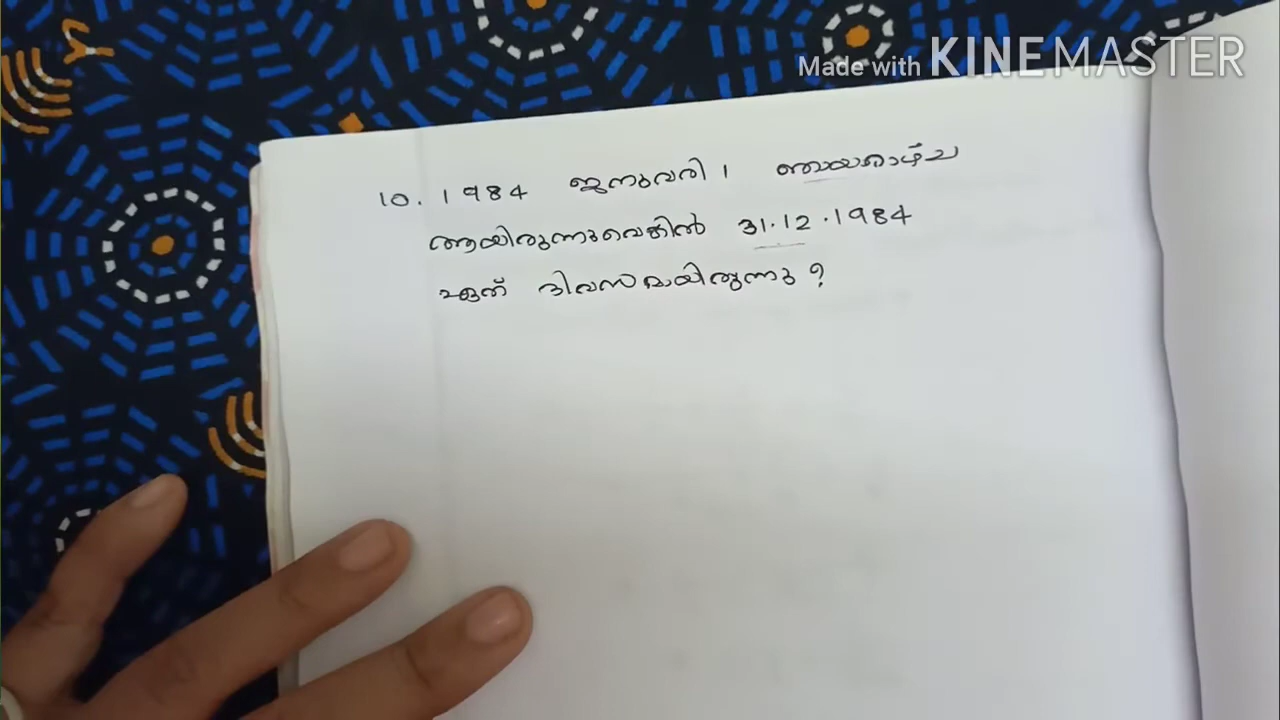 Made with KINEMASTER
10. 1984 ജനുവരി 1 ഞായറാഴ്ച
ആയിരുന്നുവെങ്കിൽ 31.12.1984
ഏത് ദിവസമായിരുന്നു?